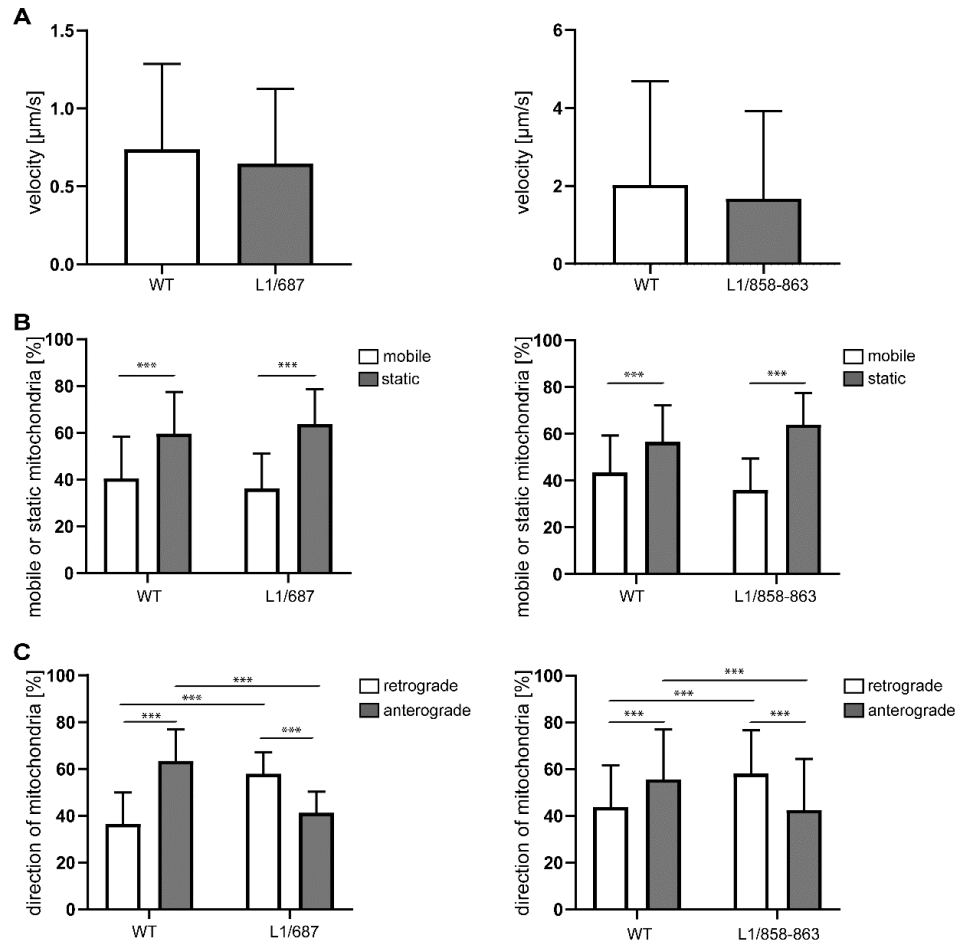 A
velocity [µm/s]
1.5
1.0
0.5
0.0
WT
L1/687
velocity [µm/s]
6
4
2
0
WT
L1/858-863
B
mobile or static mitochondria [%]
100
80
60
40
20
0
***
***
mobile
static
WT
L1/687
mobile or static mitochondria [%]
100
80
60
40
20
0
***
***
mobile
static
WT
L1/858-863
C
direction of mitochondria [%]
100
80
60
40
20
0
***
***
***
***
retrograde
anterograde
WT
L1/687
direction of mitochondria [%]
100
80
60
40
20
0
***
***
***
***
retrograde
anterograde
WT
L1/858-863